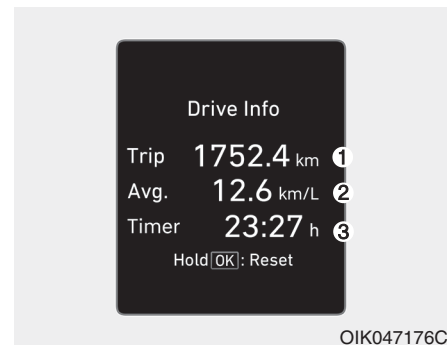 Drive Info
Trip 1752.4 km ①
Avg. 12.6 km/L ②
Timer 23:27 h ③
Hold OK : Reset
OIK047176C